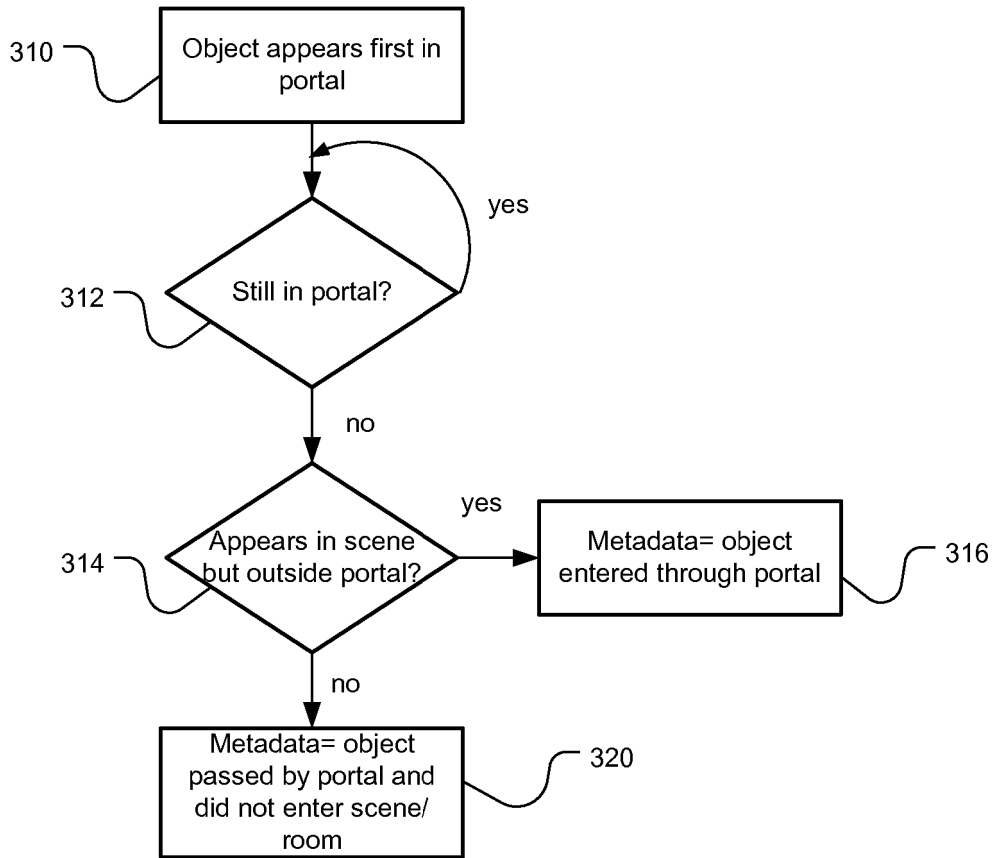 310
Object appears first in
portal
yes
312
Still in portal?
no
314
Appears in scene
but outside portal?
yes
Metadata= object
entered through portal
316
no
Metadata= object
passed by portal and
did not enter scene/
room
320